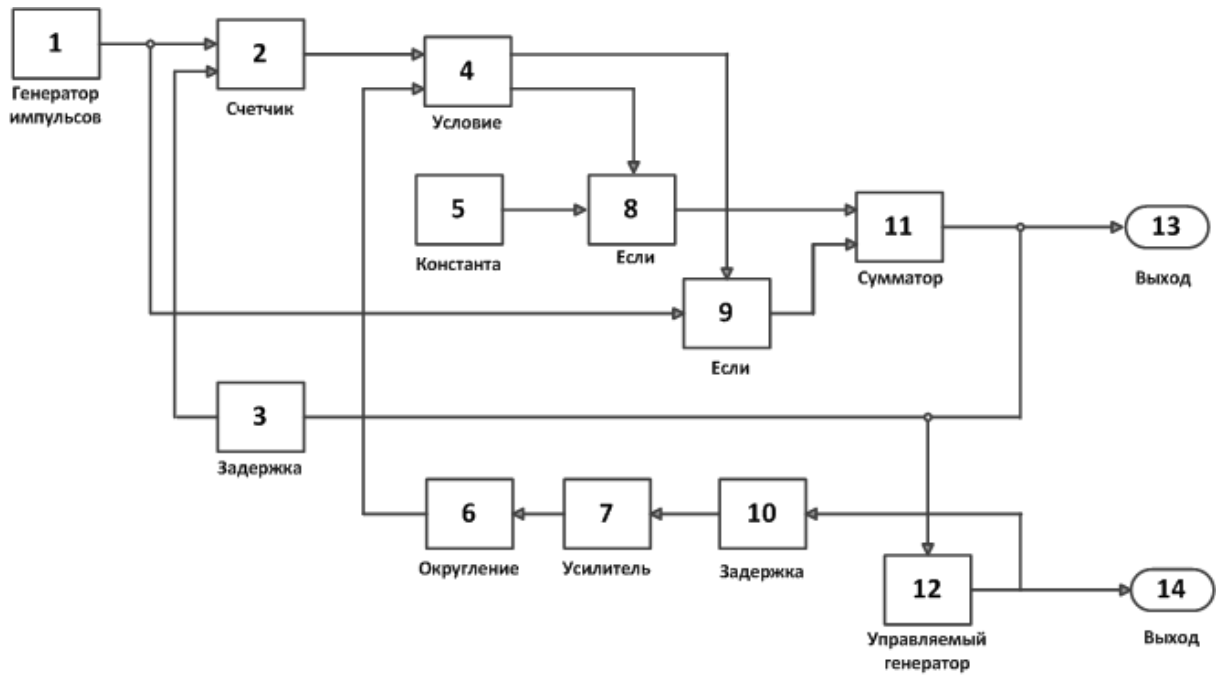 1
Генератор
импульсов
2
Счетчик
4
Условие
5
Константа
8
Если
11
Сумматор
13
Выход
9
Если
3
Задержка
6
Округление
7
Усилитель
10
Задержка
12
Управляемый
генератор
14
Выход